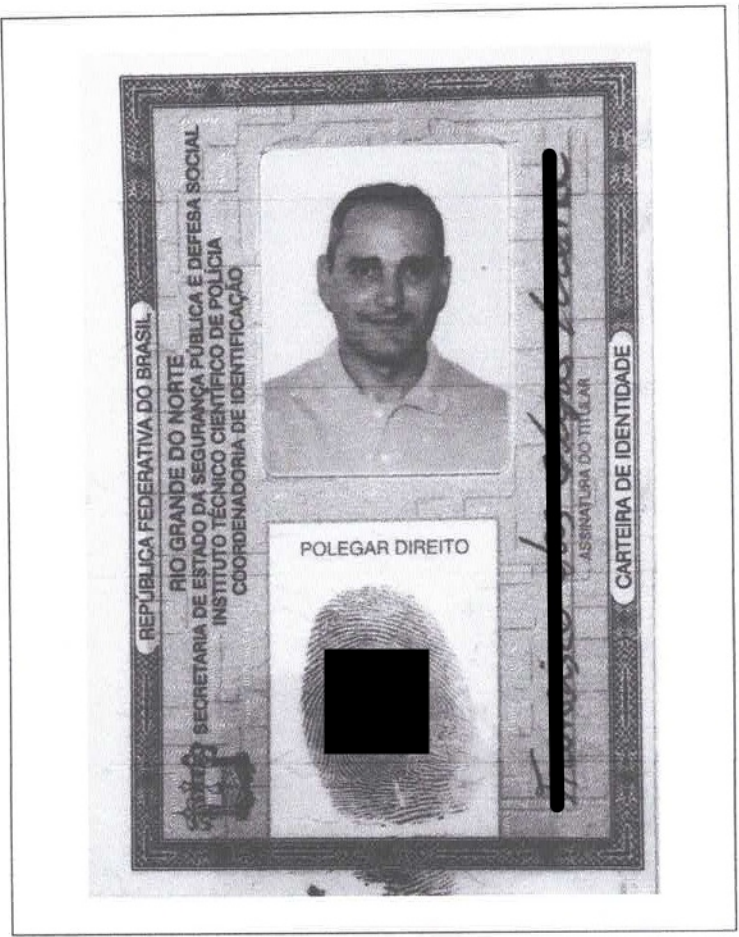 REPÚBLICA FEDERATIVA DO BRASIL
RIO GRANDE DO NORTE
SECRETARIA DE ESTADO DA SEGURANÇA PÚBLICA E DEFESA SOCIAL
INSTITUTO TÉCNICO CIENTÍFICO DE POLÍCIA
COORDENADORIA DE IDENTIFICAÇÃO
POLEGAR DIREITO
ASSINATURA DO TITULAR
CARTEIRA DE IDENTIDADE